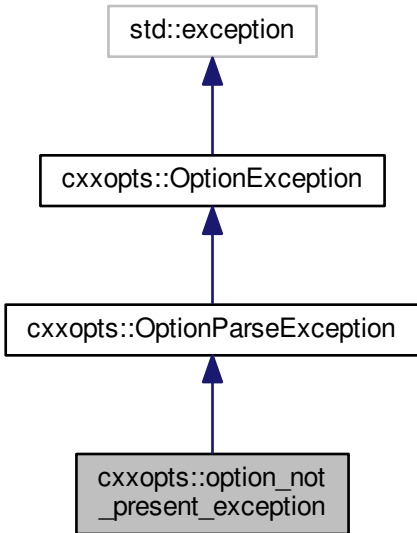 std::exception
cxxopts::OptionException
cxxopts::OptionParseException
cxxopts::option_not
_present_exception